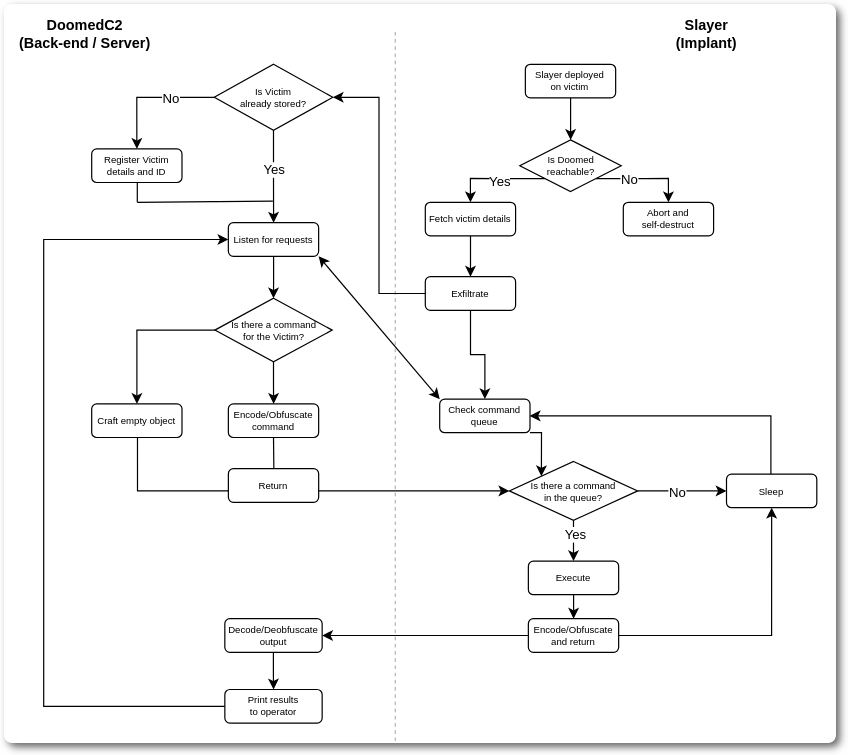 DoomedC2
(Back-end / Server)
Slayer
(Implant)
Is Victim
already stored?
No
Yes
Register Victim
details and ID
Listen for requests
Is there a command
for the Victim?
Craft empty object
Encode/Obfuscate
command
Return
Decode/Deobfuscate
output
Print results
to operator
Slayer deployed
on victim
Is Doomed
reachable?
Yes
No
Fetch victim details
Abort and
self-destruct
Exfiltrate
Check command
queue
Is there a command
in the queue?
No
Sleep
Yes
Execute
Encode/Obfuscate
and return